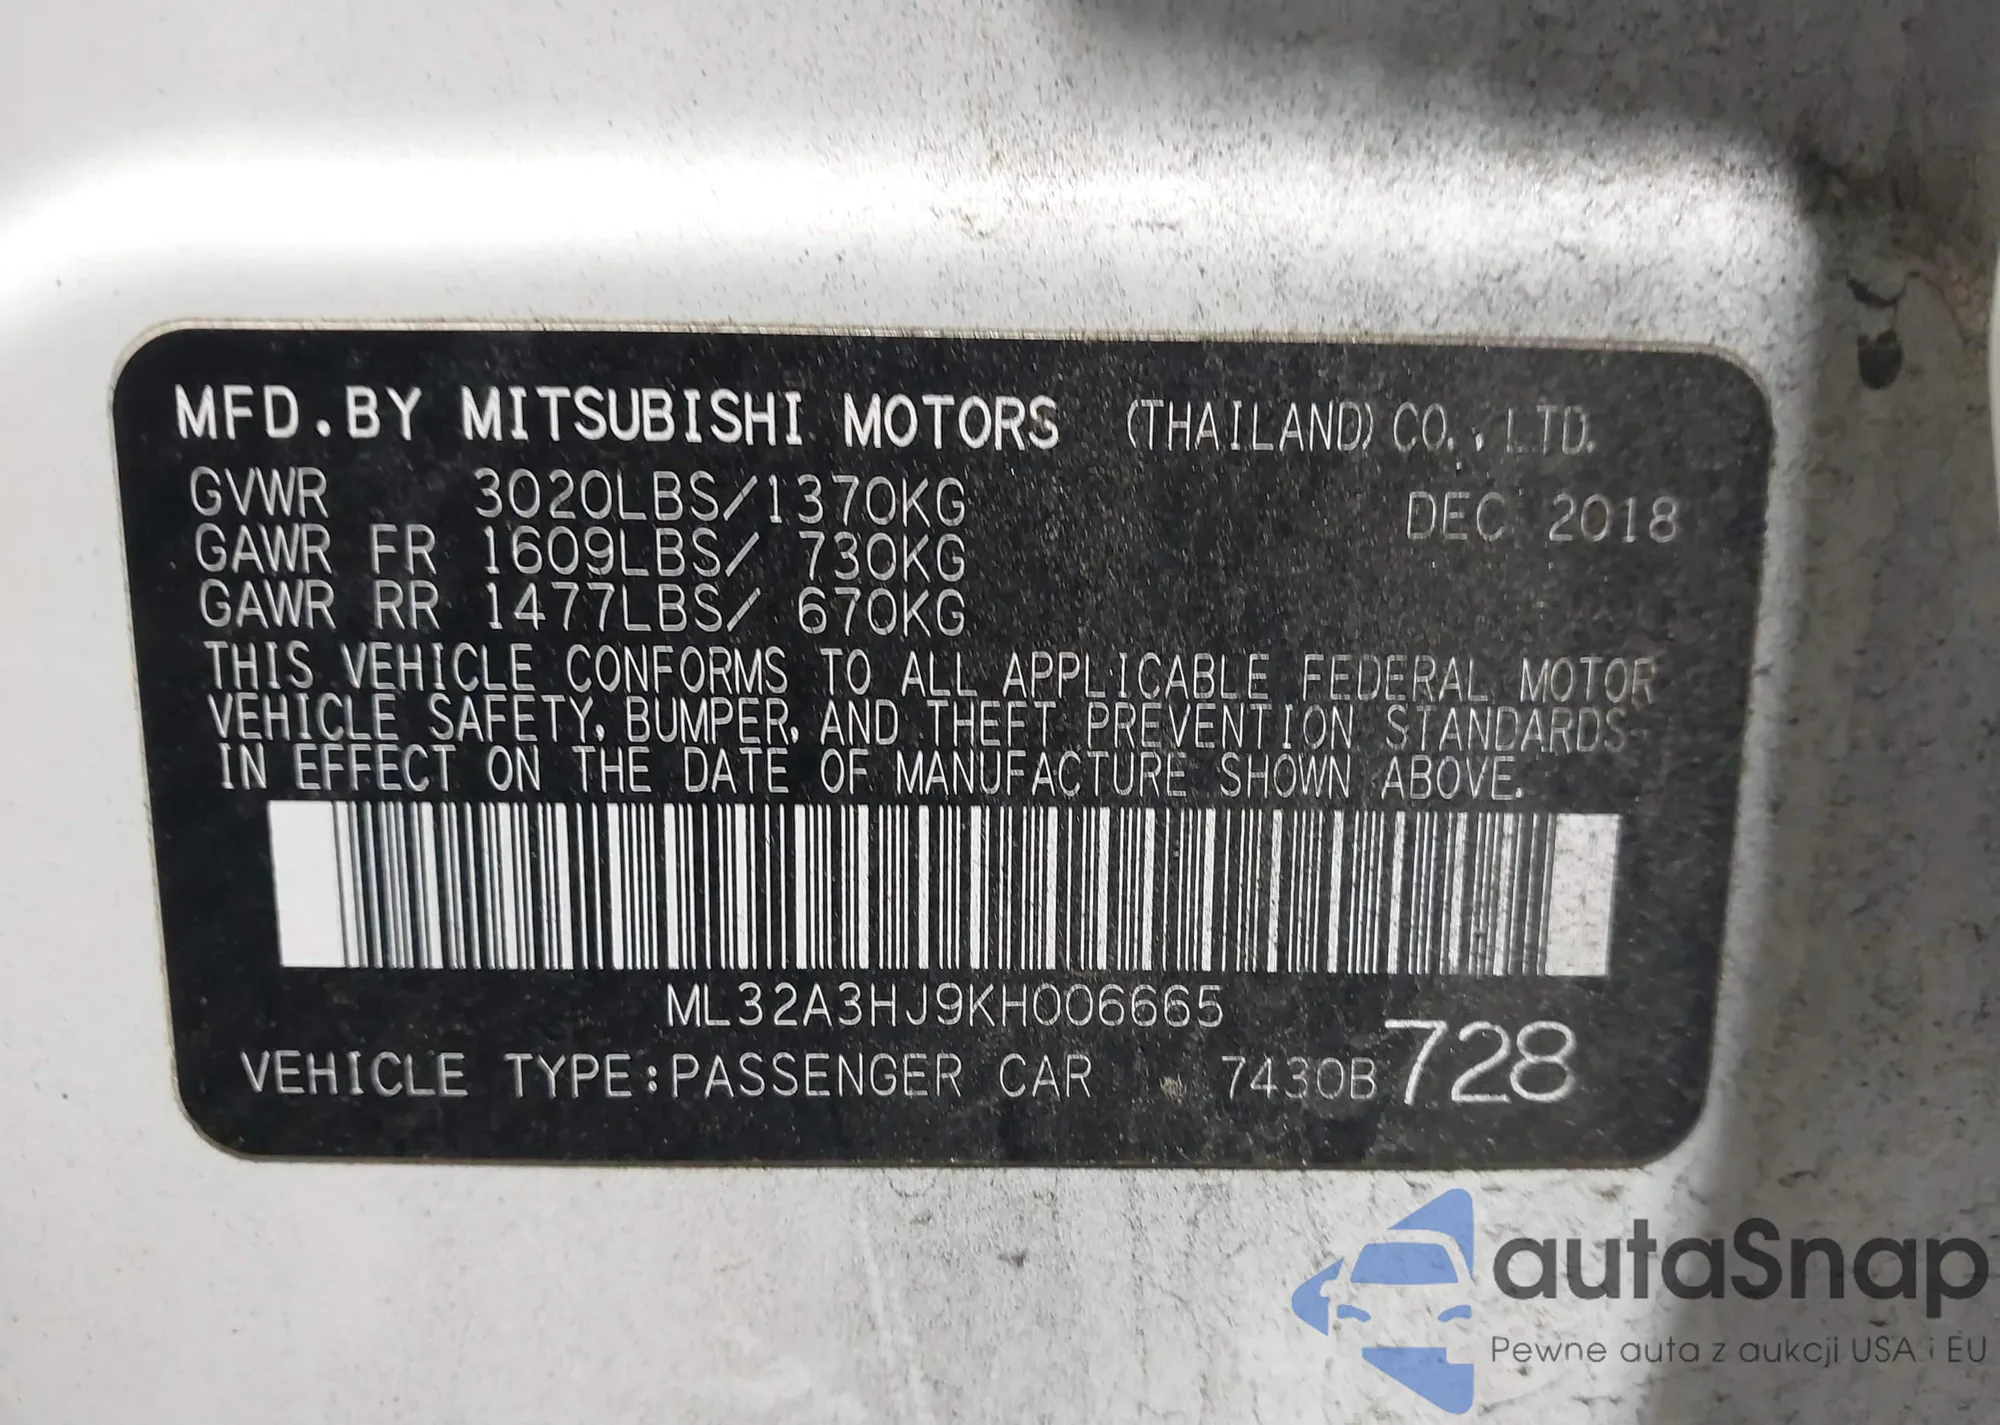 MFD.BY MITSUBISHI MOTORS (THAILAND) CO., LTD.
GVWR 3020LBS/1370KG DEC 2018
GAWR FR 1609LBS/ 730KG
GAWR RR 1477LBS/ 670KG
THIS VEHICLE CONFORMS TO ALL APPLICABLE FEDERAL MOTOR
VEHICLE SAFETY, BUMPER, AND THEFT PREVENTION STANDARDS
IN EFFECT ON THE DATE OF MANUFACTURE SHOWN ABOVE.
ML32A3HJ9KH006665
VEHICLE TYPE:PASSENGER CAR 7430B 728
autaSnap
Pewne auta z aukcji USA i EU